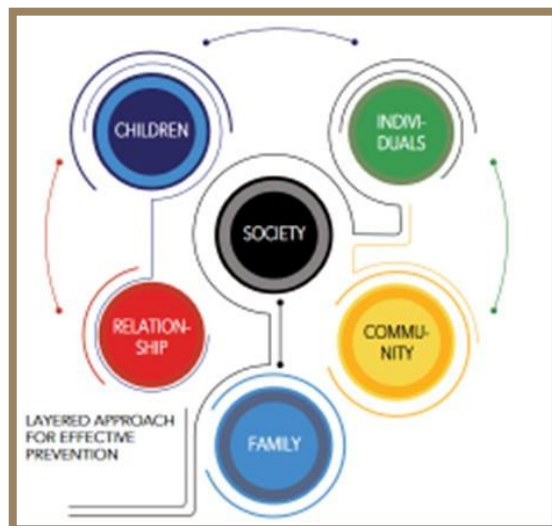 CHILDREN
INDIVI-
DUALS
SOCIETY
RELATION-
SHIP
COMMU-
NITY
LAYERED APPROACH
FOR EFFECTIVE
PREVENTION
FAMILY